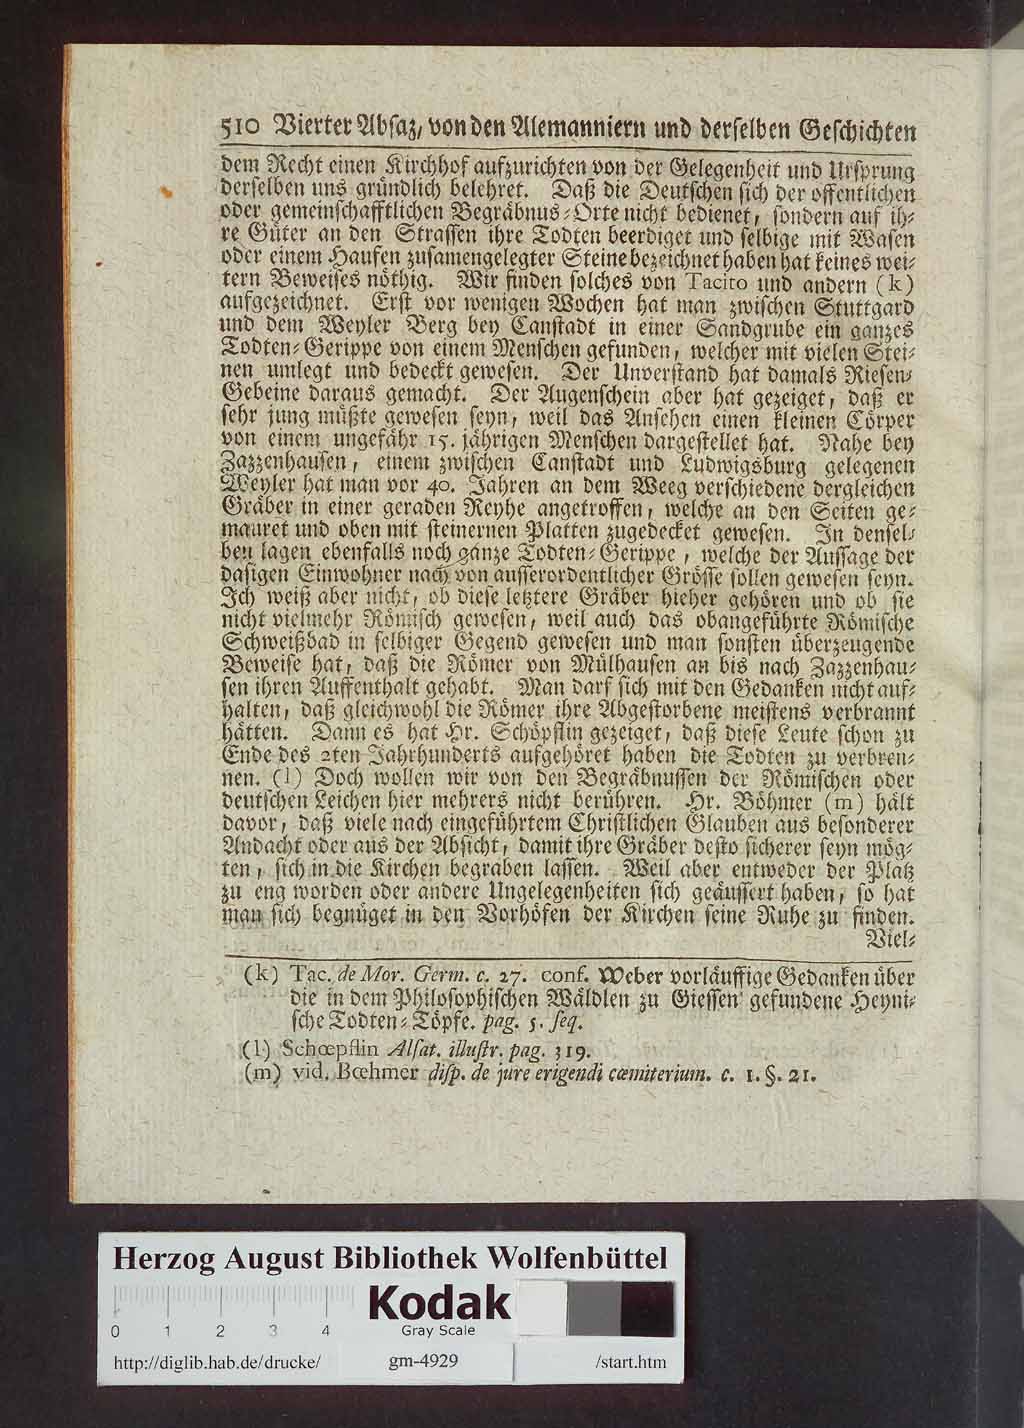 510 Vierter Absaz, von den Alemanniern und derselben Geschichten
dem Recht einen Kirchhof aufzurichten von der Gelegenheit und Ursprung
derselben uns gründlich belehret. Daß die Deutschen sich der offentlichen
oder gemeinschafftlichen Begräbnus-Orte nicht bedienet, sondern auf ih-
re Güter an den Strassen ihre Todten beerdiget und selbige mit Wasen
oder einem Haufen zusamengelegter Steine bezeichnet haben hat keines wei-
tern Beweises nöthig. Wir finden solches von Tacito und andern (k)
aufgezeichnet. Erst vor wenigen Wochen hat man zwischen Stuttgard
und dem Weyler Berg bey Canstadt in einer Sandgrube ein ganzes
Todten-Gerippe von einem Menschen gefunden, welcher mit vielen Stei-
nen umlegt und bedeckt gewesen. Der Unverstand hat damals Riesen-
Gebeine daraus gemacht. Der Augenschein aber hat gezeiget, daß er
sehr jung müßte gewesen seyn, weil das Ansehen einen kleinen Cörper
von einem ungefähr 15. jährigen Menschen dargestellet hat. Nahe bey
Zazzenhausen, einem zwischen Canstadt und Ludwigsburg gelegenen
Weyler hat man vor 40. Jahren an dem Weeg verschiedene dergleichen
Gräber in einer geraden Reyhe angetroffen, welche an den Seiten ge-
mauret und oben mit steinernen Platten zugedecket gewesen. In densel-
ben lagen ebenfalls noch ganze Todten-Gerippe, welche der Aussage der
dasigen Einwohner nach von ausserordentlicher Grösse sollen gewesen seyn.
Ich weiß aber nicht, ob diese letztere Gräber hieher gehören und ob sie
nicht vielmehr Römisch gewesen, weil auch das obangeführte Römische
Schweißbad in selbiger Gegend gewesen und man sonsten überzeugende
Beweise hat, daß die Römer von Mülhausen an bis nach Zazzenhau-
sen ihren Auffenthalt gehabt. Man darf sich mit den Gedanken nicht auf-
halten, daß gleichwohl die Römer ihre Abgestorbene meistens verbrannt
hätten. Dann es hat Hr. Schöpflin gezeiget, daß diese Leute schon zu
Ende des 2ten Jahrhunderts aufgehöret haben die Todten zu verbren-
nen. (l) Doch wollen wir von den Begräbnussen der Römischen oder
deutschen Leichen hier mehrers nicht berühren. Hr. Böhmer (m) hält
davor, daß viele nach eingeführtem Christlichen Glauben aus besonderer
Andacht oder aus der Absicht, damit ihre Gräber desto sicherer seyn mög-
ten, sich in die Kirchen begraben lassen. Weil aber entweder der Platz
zu eng worden oder andere Ungelegenheiten sich geäussert haben, so hat
man sich begnüget in den Vorhöfen der Kirchen seine Ruhe zu finden.
Viel-
(k) Tac. de Mor. Germ. c. 27. conf. Weber vorläuffige Gedanken über
die in dem Philosophischen Wäldlen zu Giessen gefundene Heyni-
sche Todten-Töpfe. pag. 5. seq.
(l) Schœpflin Alsat. illustr. pag. 319.
(m) vid. Bœhmer disp. de jure erigendi cœmiterium. c. 1. §. 21.
Herzog August Bibliothek Wolfenbüttel
Kodak
0 1 2 3 4 Gray Scale
http://diglib.hab.de/drucke/ gm-4929 /start.htm